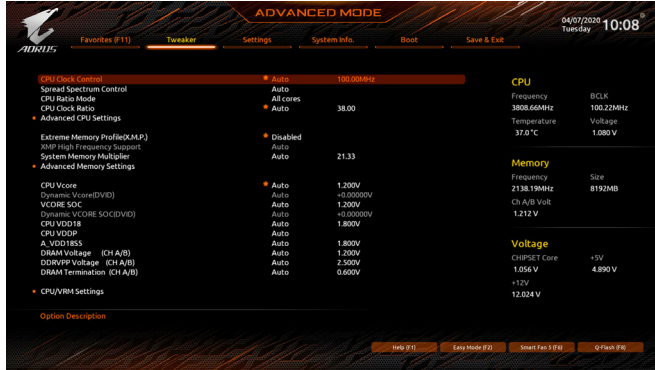 ADVANCED MODE
04/07/2020 Tuesday 10:08
AORUS
Favorites (F11) Tweaker Settings System Info. Boot Save & Exit
CPU Clock Control Auto 100.00MHz
Spread Spectrum Control Auto
CPU Ratio Mode All cores
CPU Clock Ratio Auto 38.00
Advanced CPU Settings
Extreme Memory Profile(X.M.P.) Disabled
XMP High Frequency Support Auto
System Memory Multiplier Auto 21.33
Advanced Memory Settings
CPU Vcore Auto 1.200V
Dynamic Vcore(DVID) Auto +0.00000V
VCORE SOC Auto 1.200V
Dynamic VCORE SOC(DVID) Auto +0.00000V
CPU VDD18 Auto 1.800V
CPU VDDP Auto
A_VDD18S5 Auto 1.800V
DRAM Voltage (CH A/B) Auto 1.200V
DDRVPP Voltage (CH A/B) Auto 2.500V
DRAM Termination (CH A/B) Auto 0.600V
CPU/VRM Settings
Option Description
CPU
Frequency BCLK
3808.66MHz 100.22MHz
Temperature Voltage
37.0 °C 1.080 V
Memory
Frequency Size
2138.19MHz 8192MB
Ch A/B Volt
1.212 V
Voltage
CHIPSET Core +5V
1.056 V 4.890 V
+12V
12.024 V
Help (F1) Easy Mode (F2) Smart Fan 5 (F6) Q-Flash (F8)